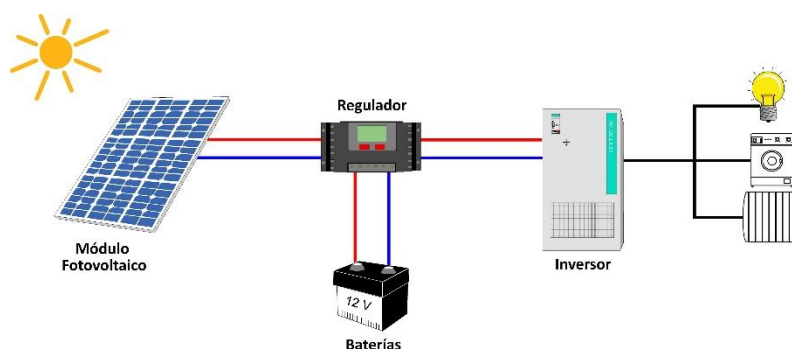 Regulador
Módulo
Fotovoltaico
12 V
Baterías
Inversor